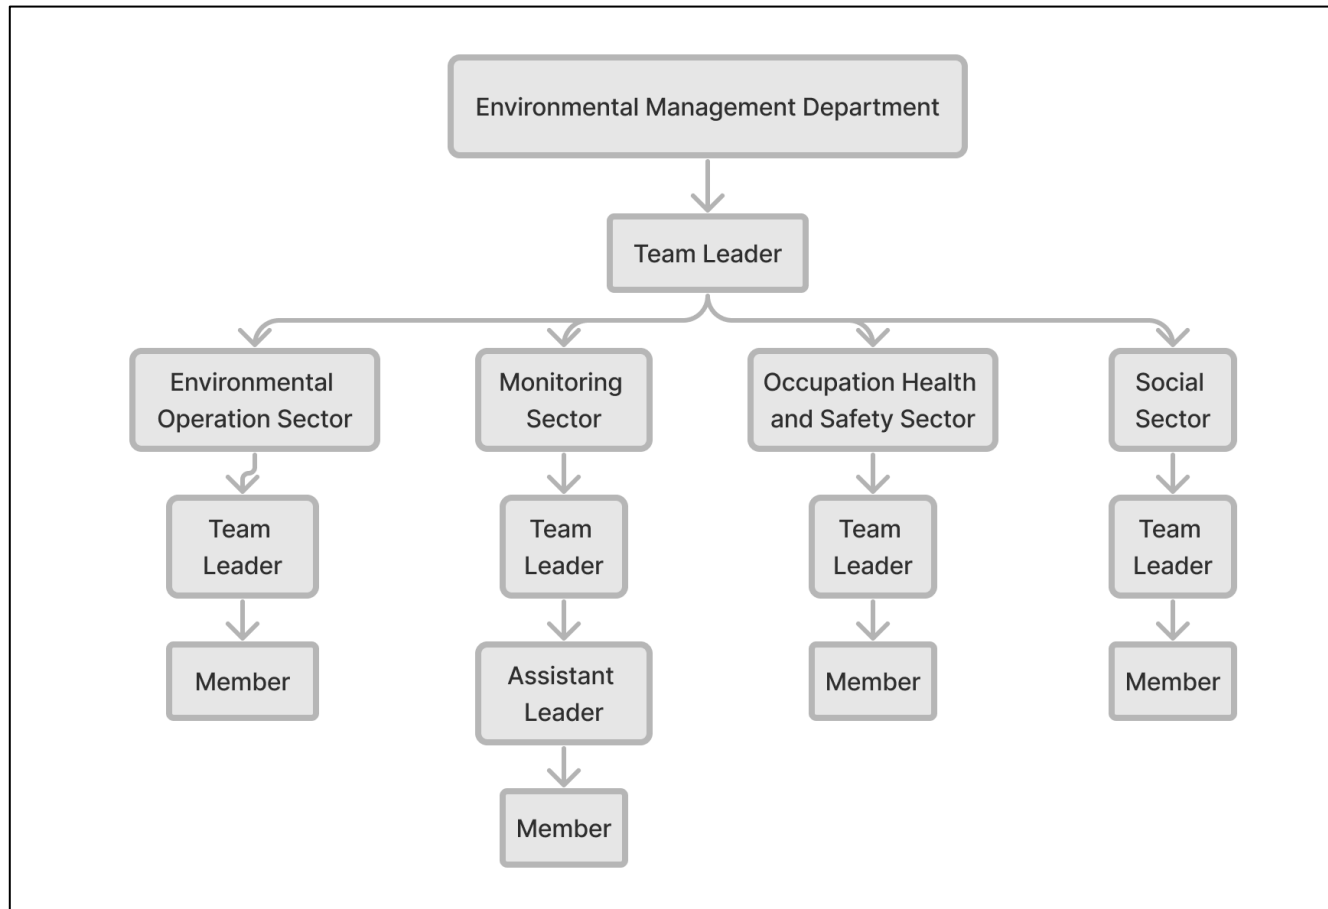 Environmental Management Department
Team Leader
Environmental
Operation Sector
Monitoring
Sector
Occupation Health
and Safety Sector
Social
Sector
Team
Leader
Team
Leader
Team
Leader
Team
Leader
Member
Assistant
Leader
Member
Member
Member